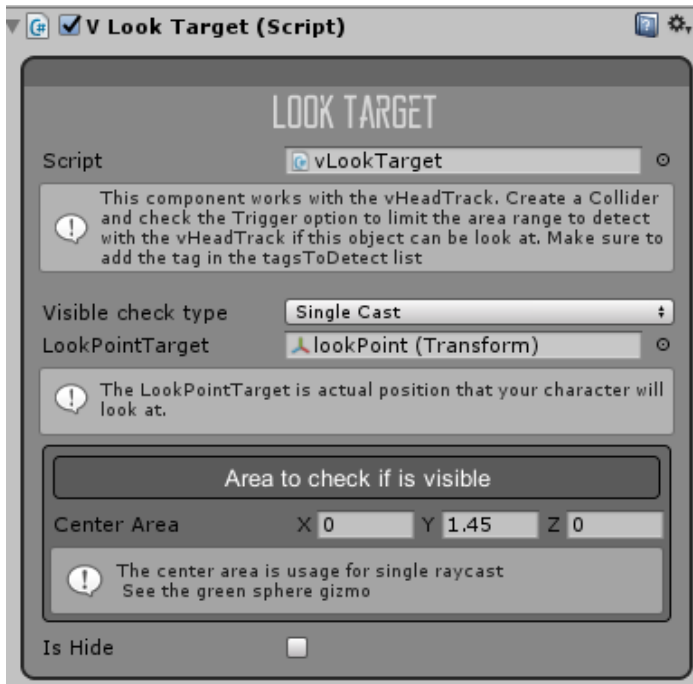 V Look Target (Script)
LOOK TARGET
Script vLookTarget
This component works with the vHeadTrack. Create a Collider
and check the Trigger option to limit the area range to detect
with the vHeadTrack if this object can be look at. Make sure to
add the tag in the tagsToDetect list
Visible check type Single Cast
LookPointTarget lookPoint (Transform)
The LookPointTarget is actual position that your character will
look at.
Area to check if is visible
Center Area X 0 Y 1.45 Z 0
The center area is usage for single raycast
See the green sphere gizmo
Is Hide